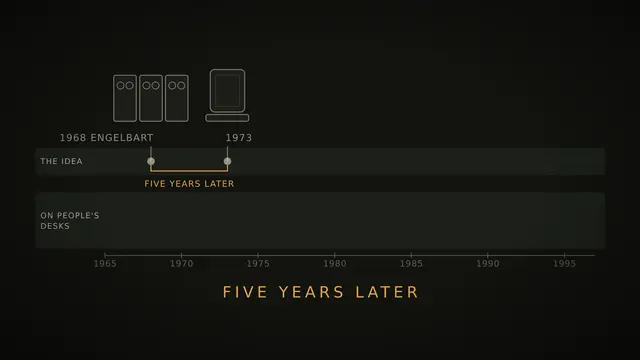 1968 ENGELBART
1973
THE IDEA
FIVE YEARS LATER
ON PEOPLE'S
DESKS
1965
1970
1975
1980
1985
1990
1995
FIVE YEARS LATER